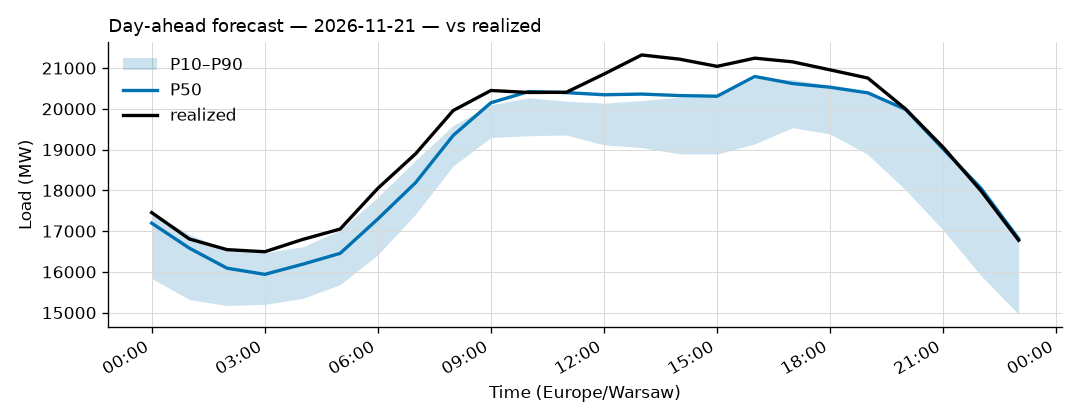 Day-ahead forecast — 2026-11-21 — vs realized
P10–P90
P50
realized
Load (MW)
21000
20000
19000
18000
17000
16000
15000
00:00 03:00 06:00 09:00 12:00 15:00 18:00 21:00 00:00
Time (Europe/Warsaw)